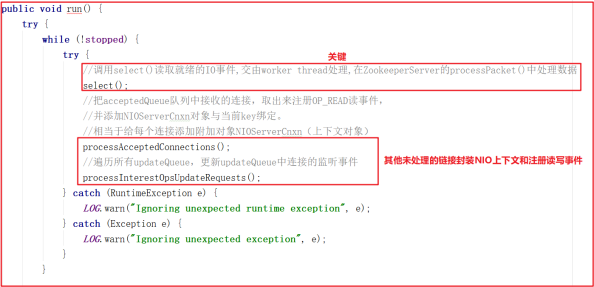 public void run() {
try {
while (!stopped) {
try {
关键
//调用select()读取就绪的IO事件,交由worker thread处理,在ZookeeperServer的processPacket()中处理数据
select();
//把acceptedQueue队列中接收的连接，取出来注册OP_READ读事件，
//并添加NIOServerCnxn对象与当前key绑定。
//相当于给每个连接添加附加对象NIOServerCnxn（上下文对象）
processAcceptedConnections();
//遍历所有updateQueue，更新updateQueue中连接的监听事件
其他未处理的链接封装NIO上下文和注册读写事件
processInterestOpsUpdateRequests();
} catch (RuntimeException e) {
LOG.warn("Ignoring unexpected runtime exception", e);
} catch (Exception e) {
LOG.warn("Ignoring unexpected exception", e);
}
}